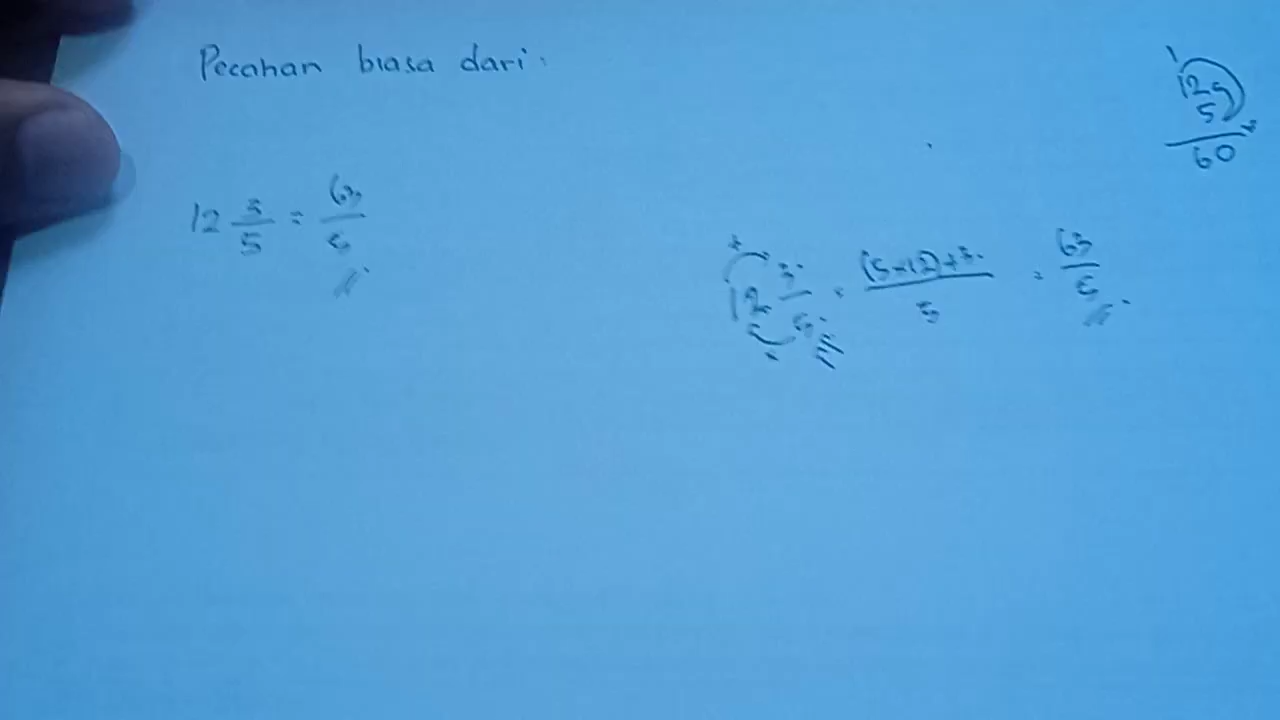 Pecahan biasa dari:
12 3/5 = 63/5
12 3/5 = (5×12)+3/5 = 63/5
1
12
5
60